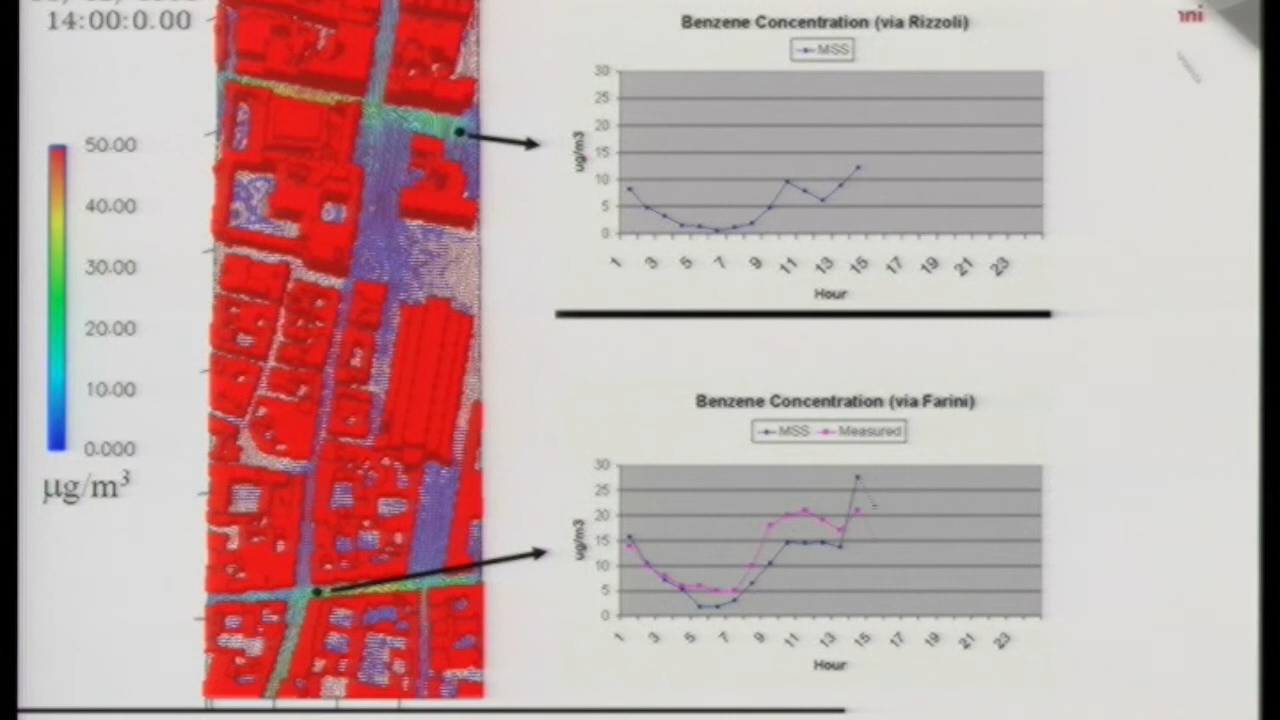 14:00:0.00
50.00
40.00
30.00
20.00
10.00
0.000
µg/m³
Benzene Concentration (via Rizzoli)
MSS
30
25
20
15
10
5
0
ug/m3
1 3 5 7 9 11 13 15 17 19 21 23
Hour
Benzene Concentration (via Farini)
MSS Measured
30
25
20
15
10
5
0
ug/m3
1 3 5 7 9 11 13 15 17 19 21 23
Hour